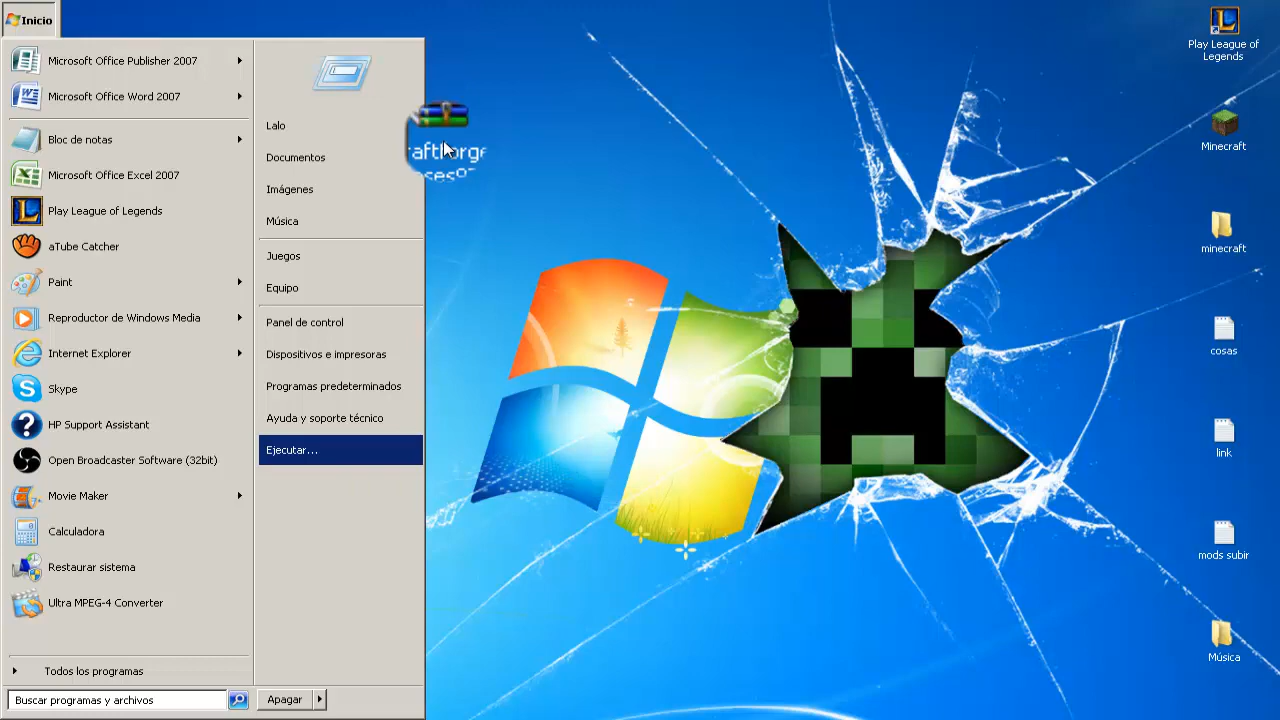 Inicio
Microsoft Office Publisher 2007
Microsoft Office Word 2007
Bloc de notas
Microsoft Office Excel 2007
Play League of Legends
aTube Catcher
Paint
Reproductor de Windows Media
Internet Explorer
Skype
HP Support Assistant
Open Broadcaster Software (32bit)
Movie Maker
Calculadora
Restaurar sistema
Ultra MPEG-4 Converter
Todos los programas
Buscar programas y archivos
Lalo
Documentos
Imágenes
Música
Juegos
Equipo
Panel de control
Dispositivos e impresoras
Programas predeterminados
Ayuda y soporte técnico
Ejecutar...
Apagar
Play League of
Legends
Minecraft
minecraft
cosas
link
mods subir
Música